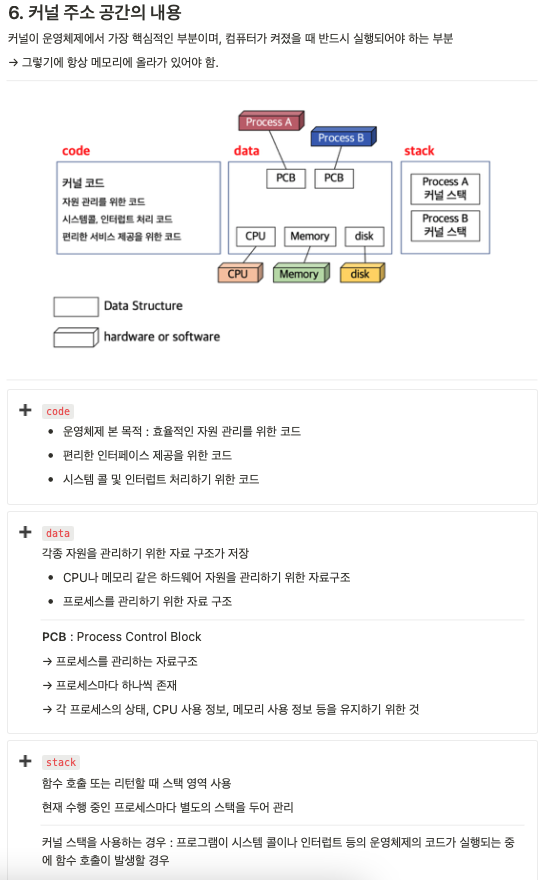 6. 커널 주소 공간의 내용
커널이 운영체제에서 가장 핵심적인 부분이며, 컴퓨터가 켜졌을 때 반드시 실행되어야 하는 부분
→ 그렇기에 항상 메모리에 올라가 있어야 함.
Process A
Process B
code
data
stack
커널 코드
자원 관리를 위한 코드
시스템콜, 인터럽트 처리 코드
편리한 서비스 제공을 위한 코드
PCB
PCB
CPU
Memory
disk
Process A
커널 스택
Process B
커널 스택
CPU
Memory
disk
Data Structure
hardware or software
code
• 운영체제 본 목적 : 효율적인 자원 관리를 위한 코드
• 편리한 인터페이스 제공을 위한 코드
• 시스템 콜 및 인터럽트 처리하기 위한 코드
data
각종 자원을 관리하기 위한 자료 구조가 저장
• CPU나 메모리 같은 하드웨어 자원을 관리하기 위한 자료구조
• 프로세스를 관리하기 위한 자료 구조
PCB : Process Control Block
→ 프로세스를 관리하는 자료구조
→ 프로세스마다 하나씩 존재
→ 각 프로세스의 상태, CPU 사용 정보, 메모리 사용 정보 등을 유지하기 위한 것
stack
함수 호출 또는 리턴할 때 스택 영역 사용
현재 수행 중인 프로세스마다 별도의 스택을 두어 관리
커널 스택을 사용하는 경우 : 프로그램이 시스템 콜이나 인터럽트 등의 운영체제의 코드가 실행되는 중
에 함수 호출이 발생할 경우